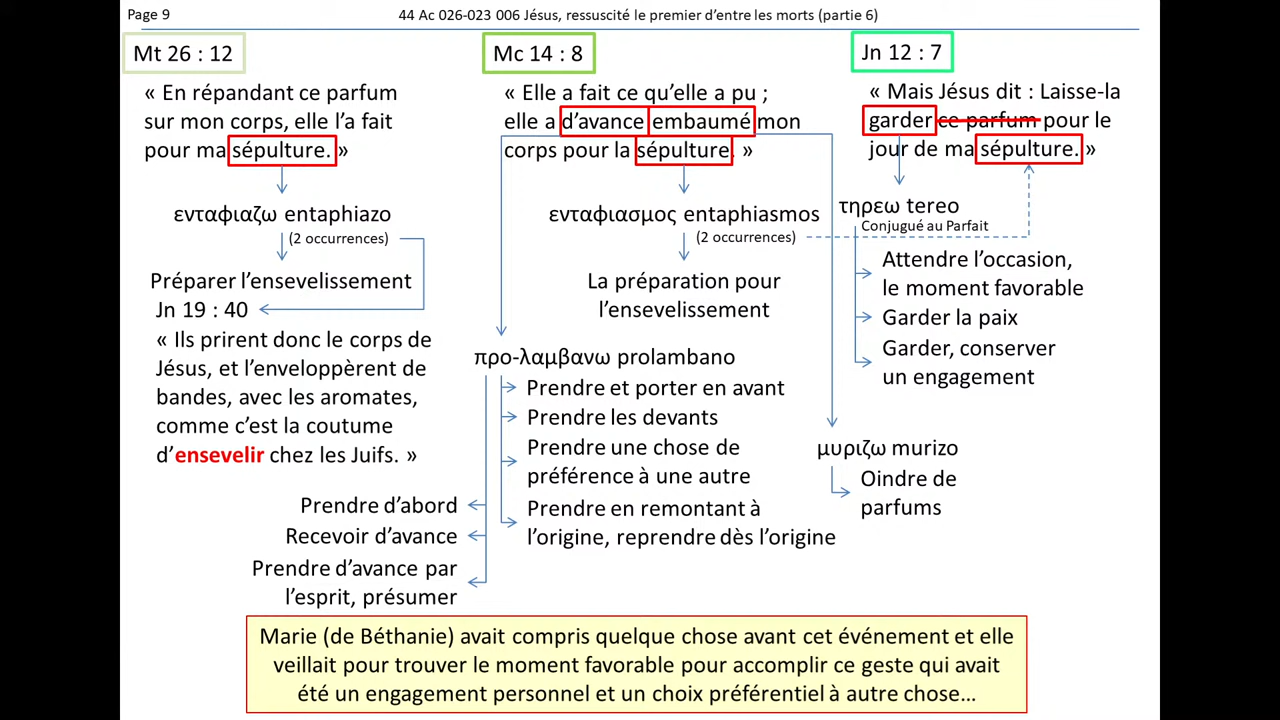 Page 9
44 Ac 026-023 006 Jésus, ressuscité le premier d’entre les morts (partie 6)
Mt 26 : 12
« En répandant ce parfum
sur mon corps, elle l’a fait
pour ma sépulture. »
ενταφιαζω entaphiazo
(2 occurrences)
Préparer l’ensevelissement
Jn 19 : 40
« Ils prirent donc le corps de
Jésus, et l’enveloppèrent de
bandes, avec les aromates,
comme c’est la coutume
d’ensevelir chez les Juifs. »
Mc 14 : 8
« Elle a fait ce qu’elle a pu ;
elle a d’avance embaumé mon
corps pour la sépulture. »
ενταφιασμος entaphiasmos
(2 occurrences)
La préparation pour
l’ensevelissement
προ-λαμβανω prolambano
Prendre et porter en avant
Prendre les devants
Prendre une chose de
préférence à une autre
Prendre en remontant à
l’origine, reprendre dès l’origine
Prendre d’abord
Recevoir d’avance
Prendre d’avance par
l’esprit, présumer
Jn 12 : 7
« Mais Jésus dit : Laisse-la
garder ce parfum pour le
jour de ma sépulture. »
τηρεω tereo
Conjugué au Parfait
Attendre l’occasion,
le moment favorable
Garder la paix
Garder, conserver
un engagement
μυριζω murizo
Oindre de
parfums
Marie (de Béthanie) avait compris quelque chose avant cet événement et elle
veillait pour trouver le moment favorable pour accomplir ce geste qui avait
été un engagement personnel et un choix préférentiel à autre chose…